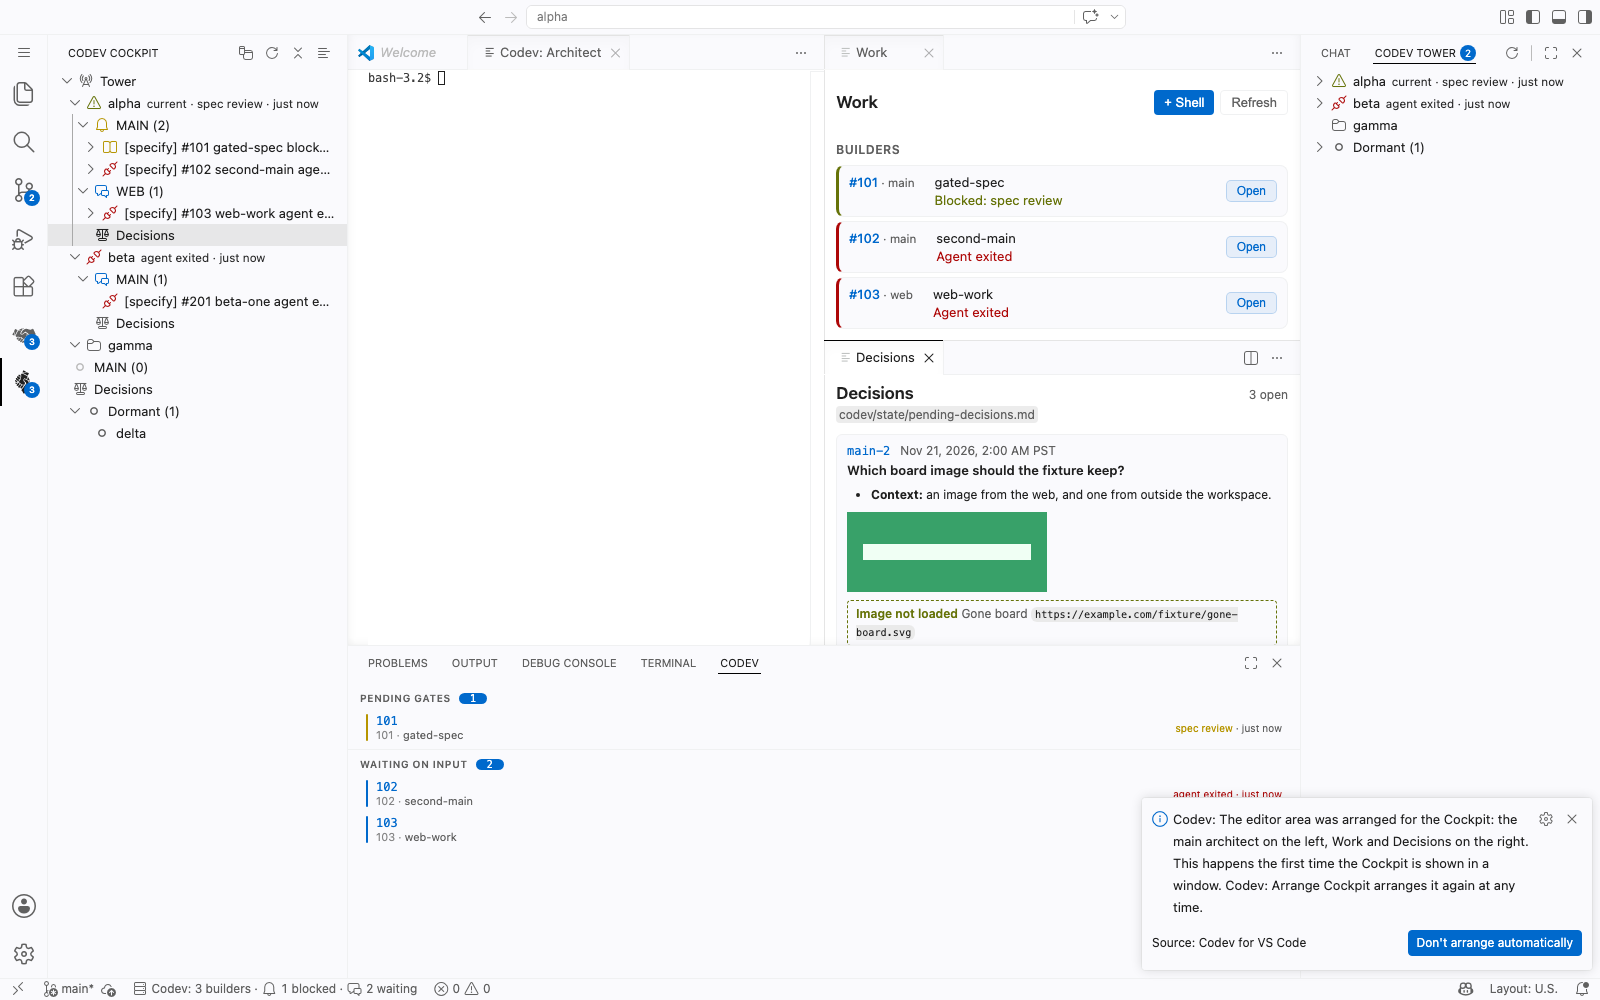 alpha
CODEV COCKPIT
Tower
alpha current · spec review · just now
MAIN (2)
[specify] #101 gated-spec block...
[specify] #102 second-main age...
WEB (1)
[specify] #103 web-work agent e...
Decisions
beta agent exited · just now
MAIN (1)
[specify] #201 beta-one agent e...
Decisions
gamma
MAIN (0)
Decisions
Dormant (1)
delta
2
3
3
Welcome
Codev: Architect
bash-3.2$
Work
Work
+ Shell
Refresh
BUILDERS
#101 · main
gated-spec
Blocked: spec review
Open
#102 · main
second-main
Agent exited
Open
#103 · web
web-work
Agent exited
Open
Decisions
Decisions
3 open
codev/state/pending-decisions.md
main-2 Nov 21, 2026, 2:00 AM PST
Which board image should the fixture keep?
• Context: an image from the web, and one from outside the workspace.
Image not loaded Gone board https://example.com/fixture/gone-
board.svg
CHAT
CODEV TOWER 2
alpha current · spec review · just now
beta agent exited · just now
gamma
Dormant (1)
PROBLEMS
OUTPUT
DEBUG CONSOLE
TERMINAL
CODEV
PENDING GATES 1
101
101 · gated-spec
spec review · just now
WAITING ON INPUT 2
102
102 · second-main
agent exited · just now
103
103 · web-work
Codev: The editor area was arranged for the Cockpit: the
main architect on the left, Work and Decisions on the right.
This happens the first time the Cockpit is shown in a
window. Codev: Arrange Cockpit arranges it again at any
time.
Source: Codev for VS Code
Don't arrange automatically
main*
Codev: 3 builders · 1 blocked · 2 waiting
0 0
Layout: U.S.